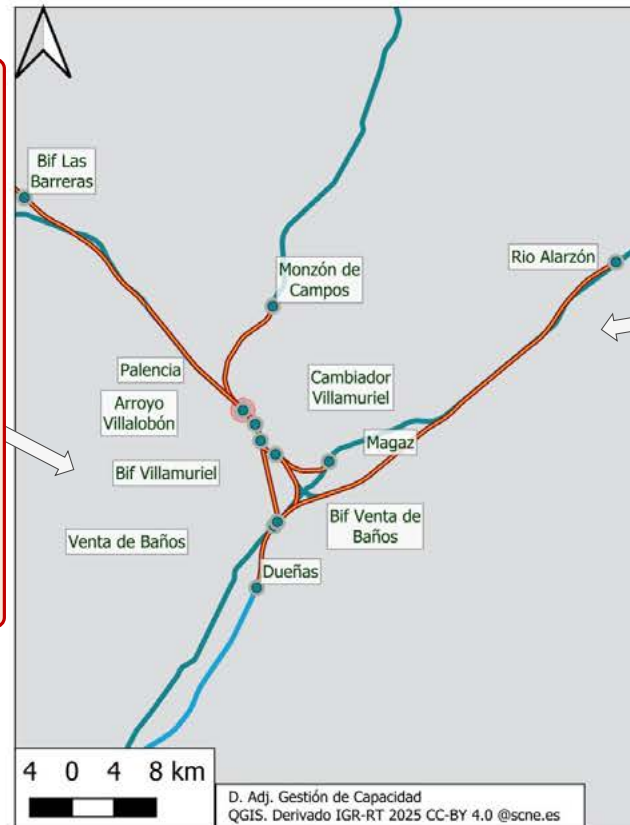 Bif Las
Barreras
Rio Alarzón
Monzón de
Campos
Palencia
Cambiador
Villamuriel
Arroyo
Villalobón
Magaz
Bif Villamuriel
Bif Venta de
Baños
Venta de Baños
Dueñas
4 0 4 8 km
D. Adj. Gestión de Capacidad
QGIS. Derivado IGR-RT 2025 CC-BY 4.0 @scne.es